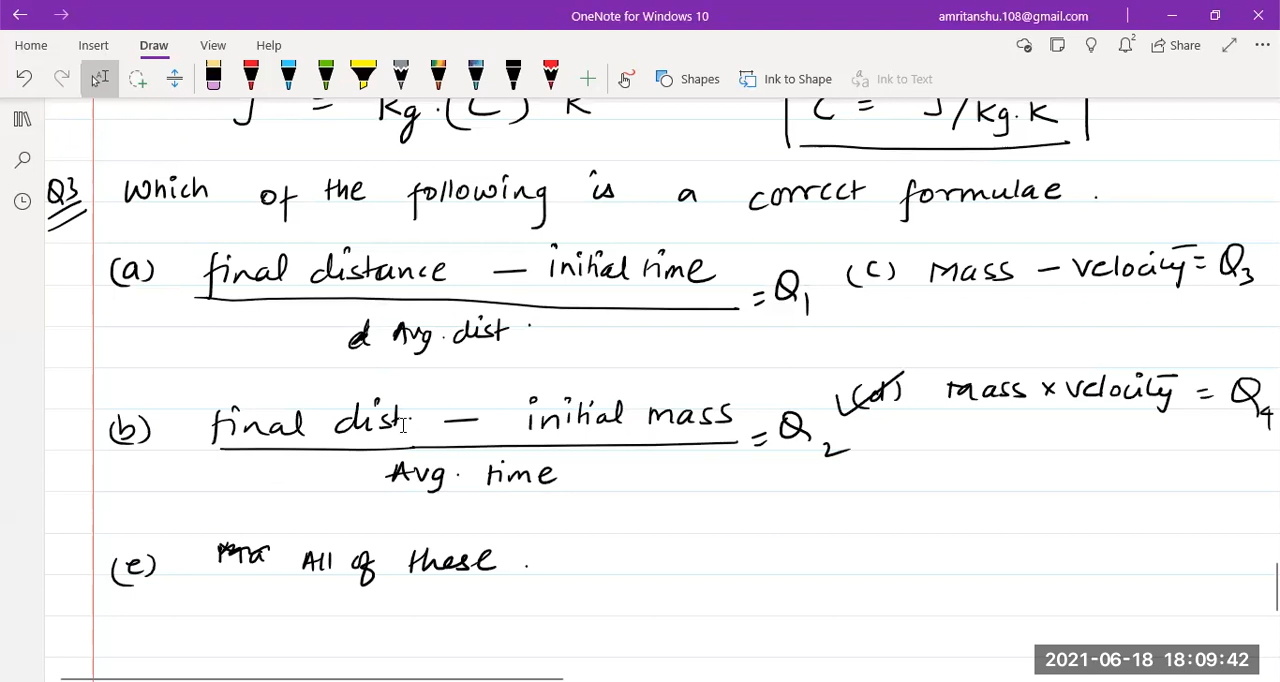 OneNote for Windows 10
amritanshu.108@gmail.com
Home Insert Draw View Help
Share
Shapes Ink to Shape Ink to Text
J = Kg.(C) K C = J/Kg.K
Q3 Which of the following is a correct formulae.
(a) final distance - initial time / Avg. dist. = Q1
(c) Mass - velocity = Q3
(b) final dist - initial mass / Avg. time = Q2
(d) mass x velocity = Q4
(e) All of these.
2021-06-18 18:09:42